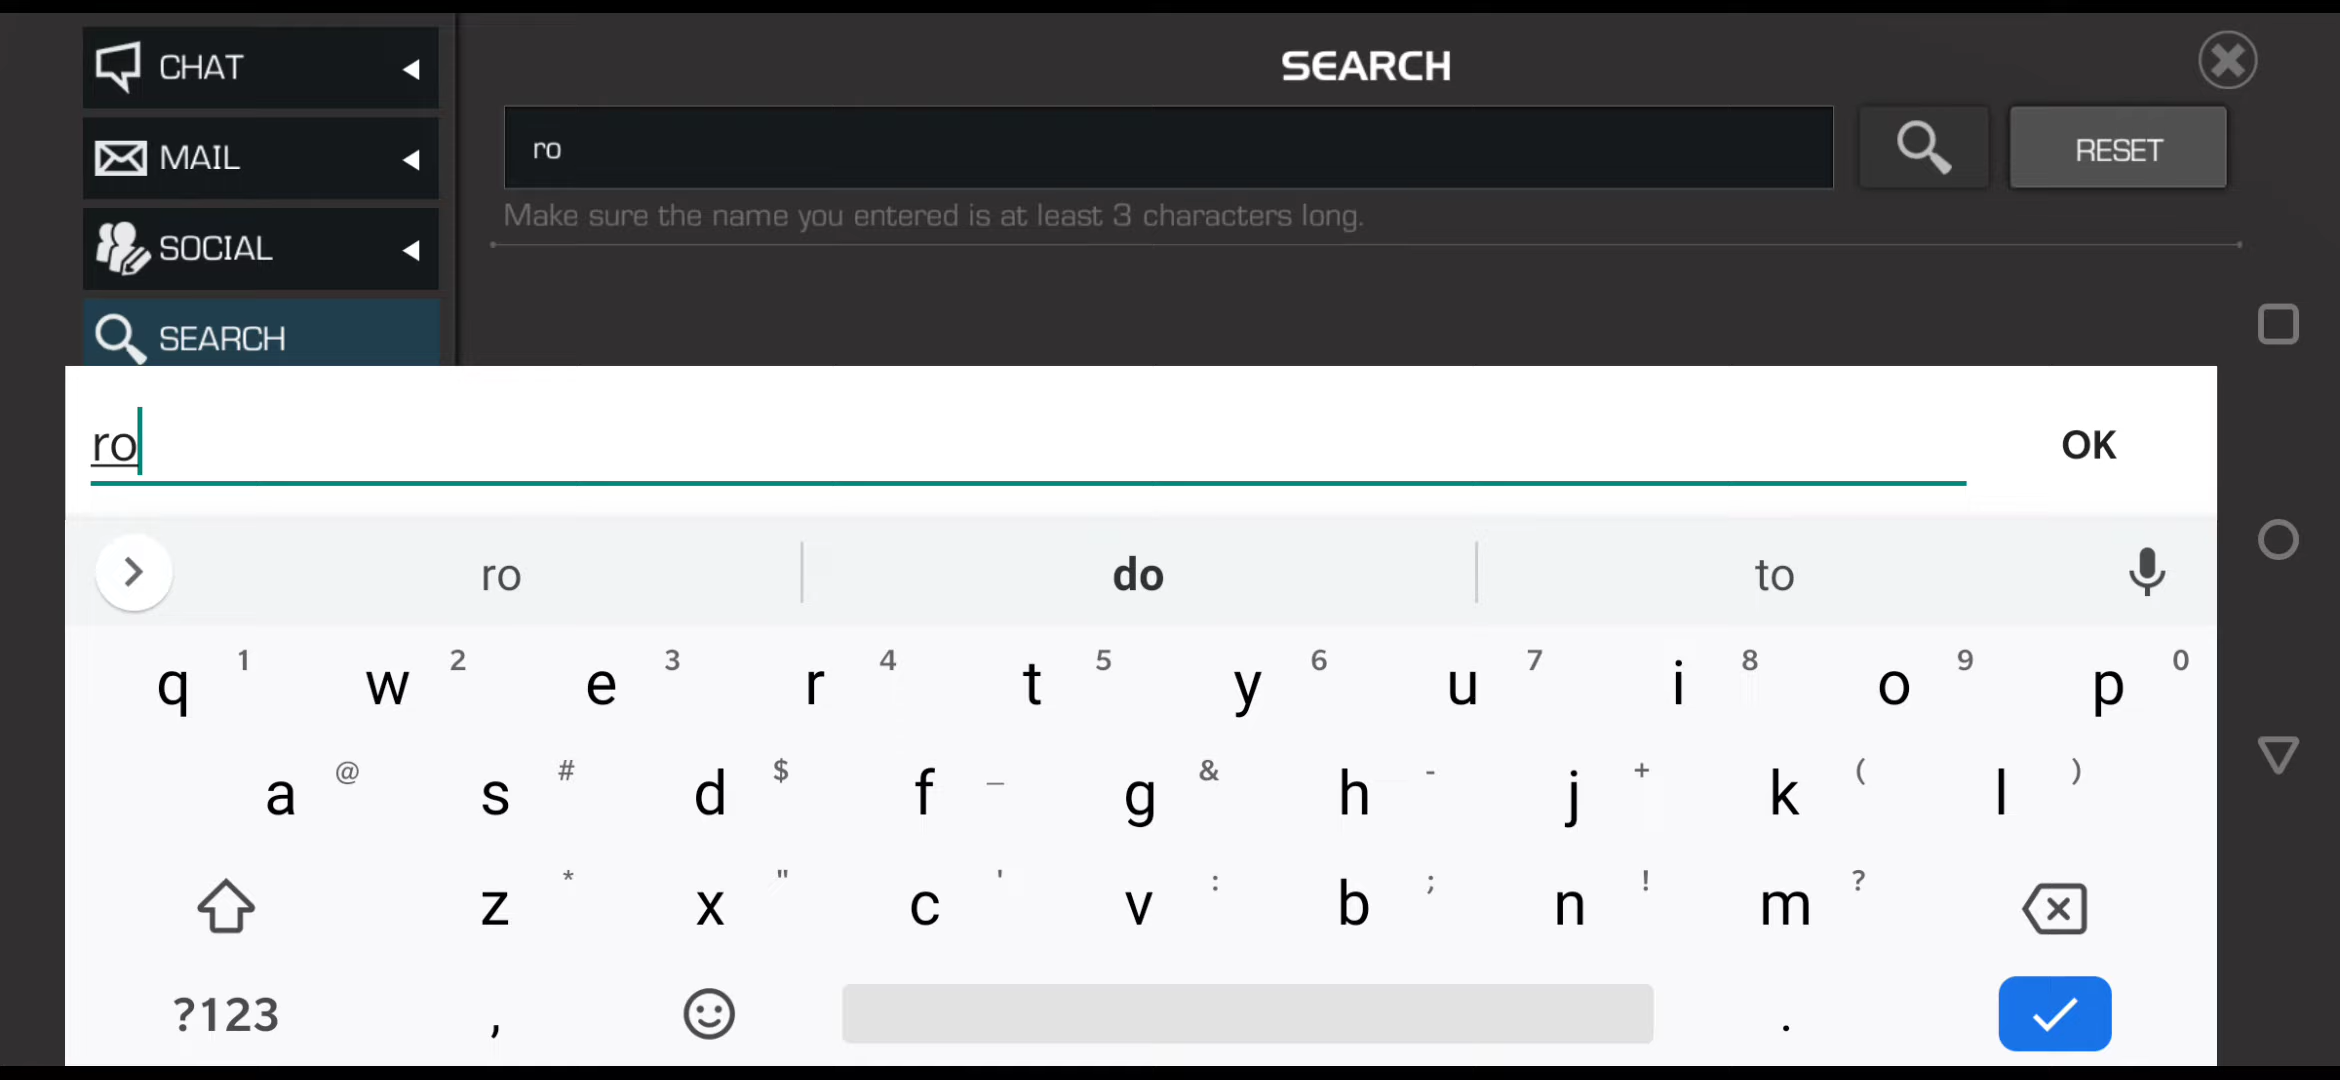 CHAT
MAIL
SOCIAL
SEARCH
SEARCH
ro
RESET
Make sure the name you entered is at least 3 characters long.
ro
OK
ro do to
q 1 w 2 e 3 r 4 t 5 y 6 u 7 i 8 o 9 p 0
a @ s # d $ f _ g & h - j + k ( l )
z * x " c ' v : b ; n ! m ?
?123 , .